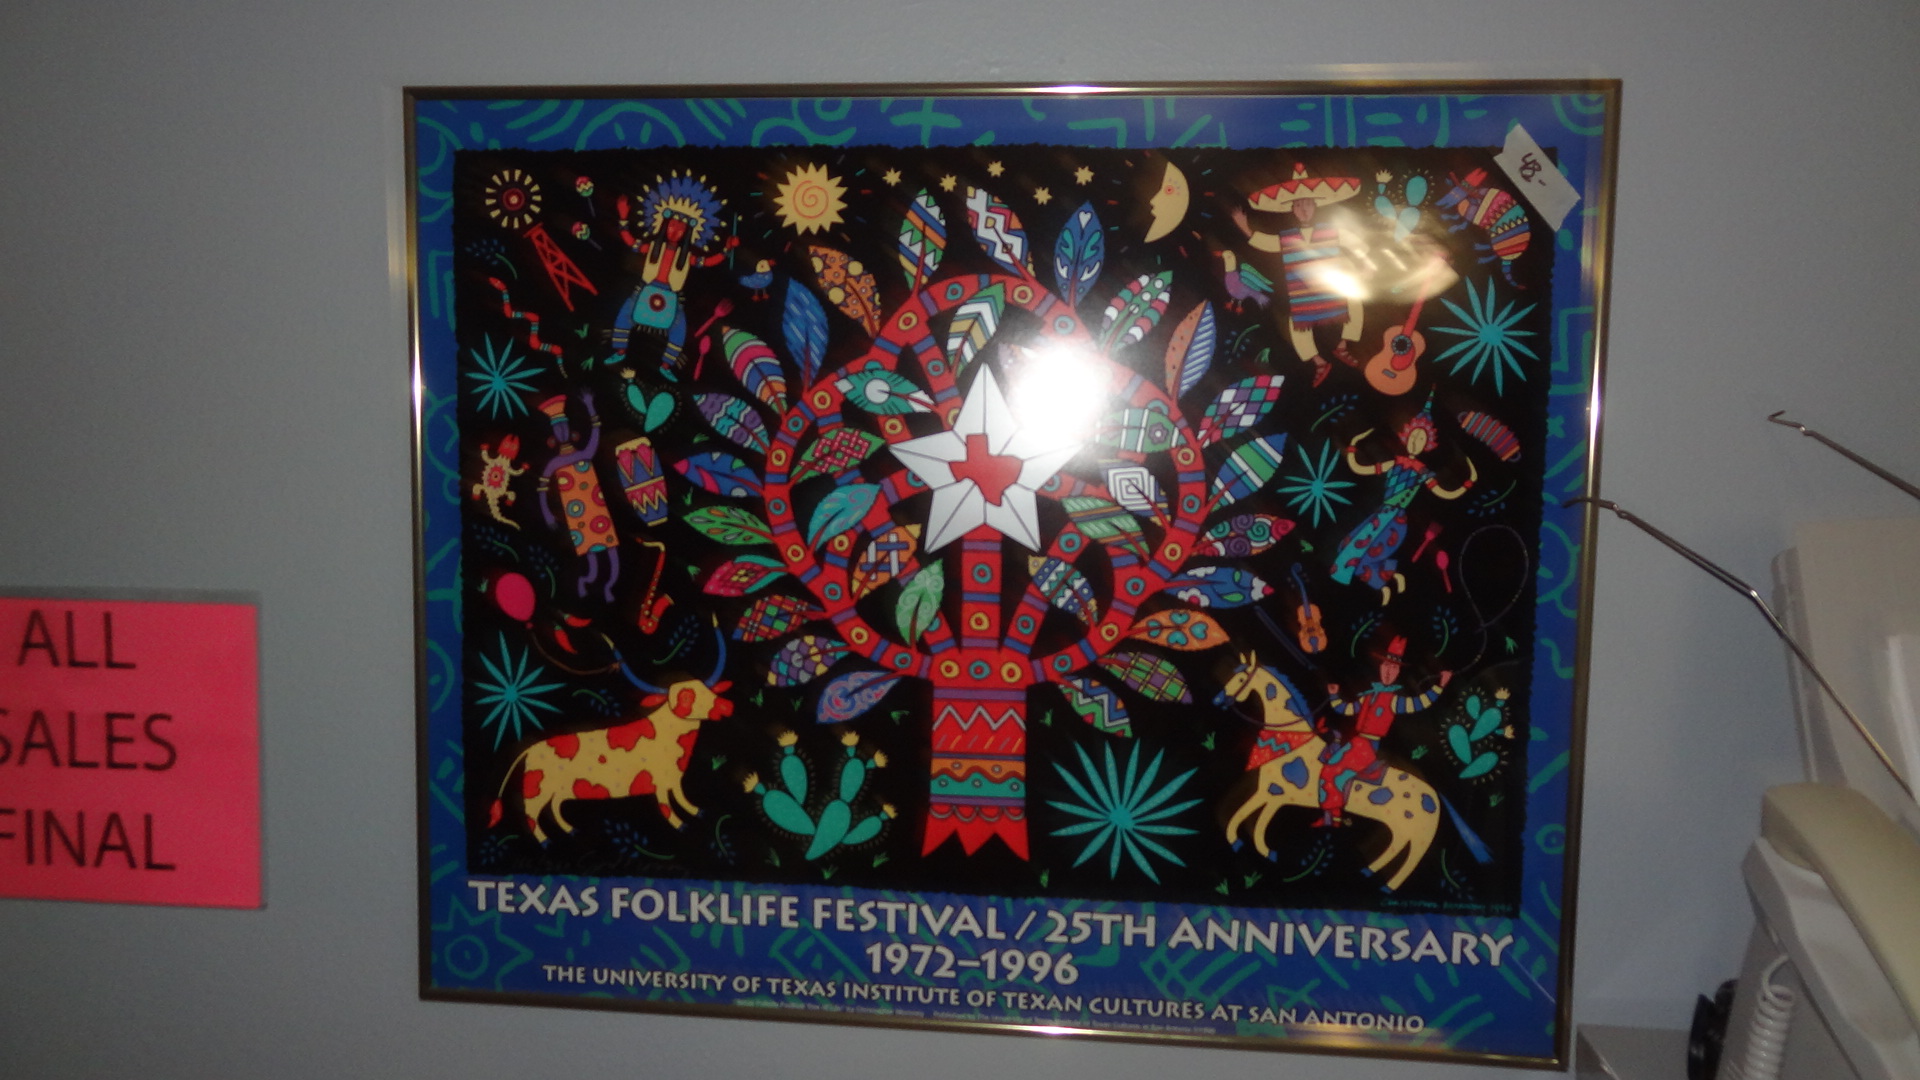 ALL
SALES
FINAL
48-
TEXAS FOLKLIFE FESTIVAL / 25TH ANNIVERSARY
1972–1996
THE UNIVERSITY OF TEXAS INSTITUTE OF TEXAN CULTURES AT SAN ANTONIO